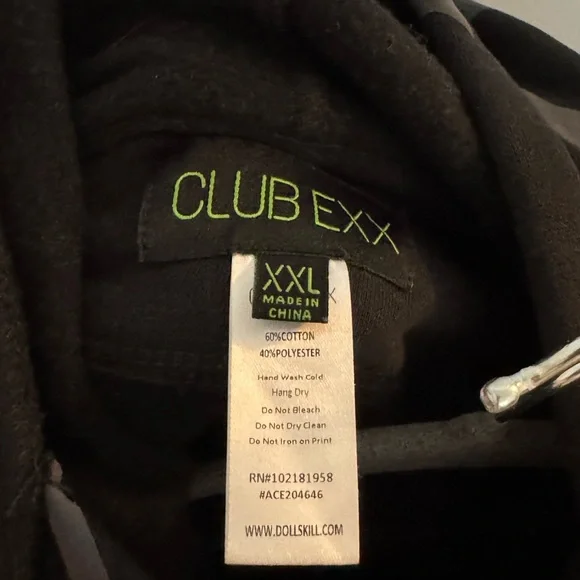 CLUB EXX
XXL
MADE IN
CHINA
60%COTTON
40%POLYESTER
Hand Wash Cold
Hang Dry
Do Not Bleach
Do Not Dry Clean
Do Not Iron on Print
RN#102181958
#ACE204646
WWW.DOLLSKILL.COM